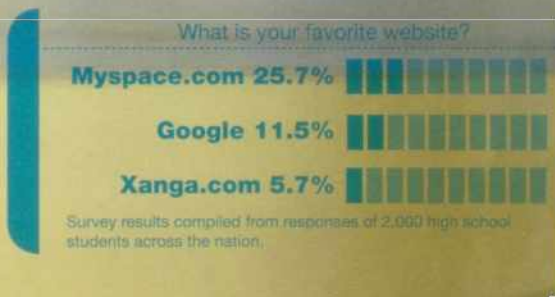 What is your favorite website?
Myspace.com 25.7%
Google 11.5%
Xanga.com 5.7%
Survey results compiled from responses of 2,000 high school
students across the nation.